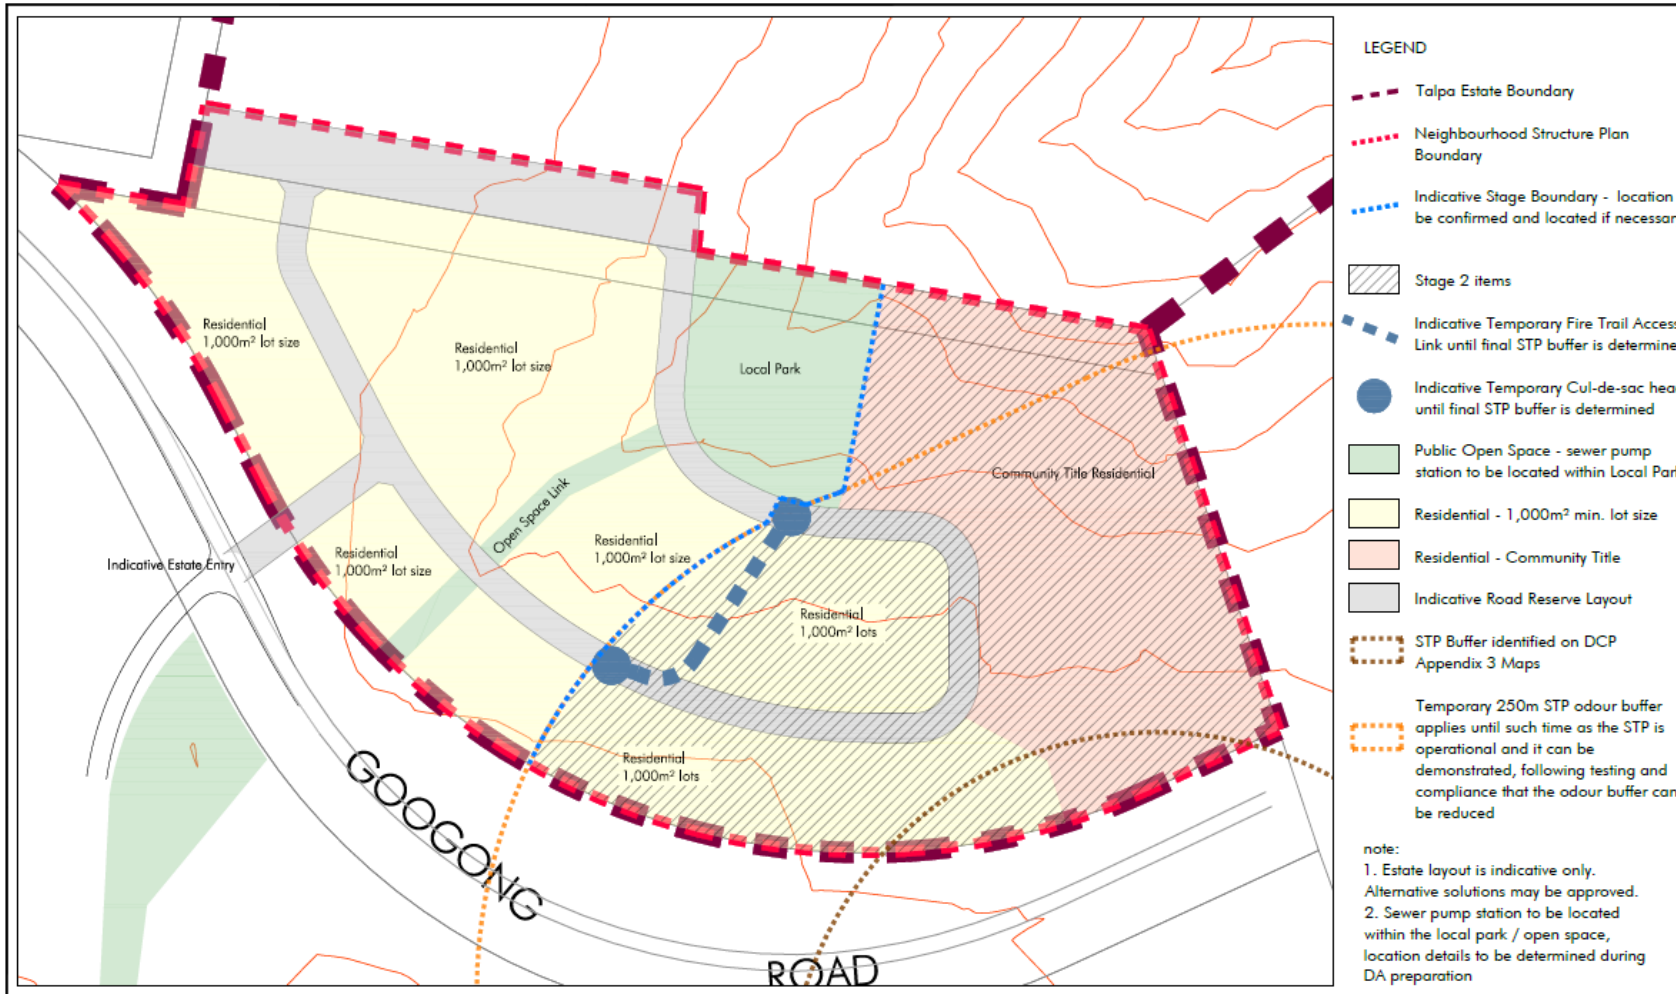 Residential
1,000m² lot size
Residential
1,000m² lot size
Local Park
Community Title Residential
Open Space Link
Residential
1,000m² lot size
Residential
1,000m² lot size
Indicative Estate Entry
Residential
1,000m² lots
Residential
1,000m² lots
GOOGONG
ROAD
LEGEND
Talpa Estate Boundary
Neighbourhood Structure Plan
Boundary
Indicative Stage Boundary - location
be confirmed and located if necessar
Stage 2 items
Indicative Temporary Fire Trail Access
Link until final STP buffer is determine
Indicative Temporary Cul-de-sac hea
until final STP buffer is determined
Public Open Space - sewer pump
station to be located within Local Park
Residential - 1,000m² min. lot size
Residential - Community Title
Indicative Road Reserve Layout
STP Buffer identified on DCP
Appendix 3 Maps
Temporary 250m STP odour buffer
applies until such time as the STP is
operational and it can be
demonstrated, following testing and
compliance that the odour buffer can
be reduced
note:
1. Estate layout is indicative only.
Alternative solutions may be approved.
2. Sewer pump station to be located
within the local park / open space,
location details to be determined during
DA preparation